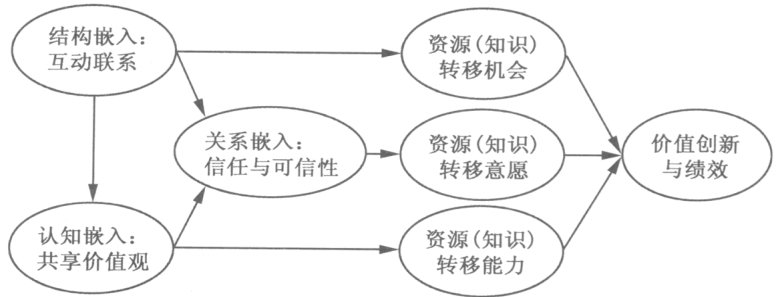 结构嵌入：
互动联系
资源(知识)
转移机会
关系嵌入：
信任与可信性
资源(知识)
转移意愿
价值创新
与绩效
认知嵌入：
共享价值观
资源(知识)
转移能力